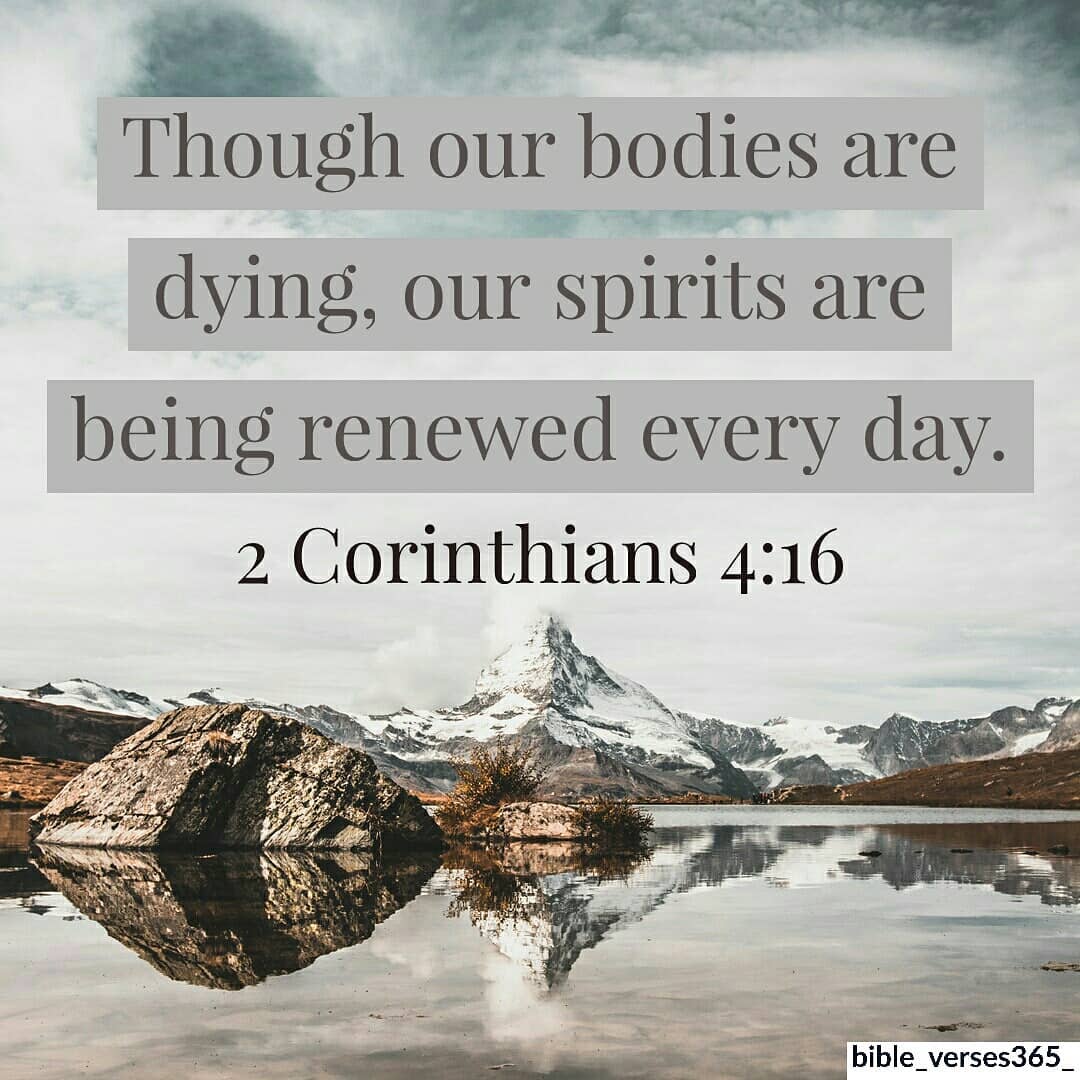 Though our bodies are
dying, our spirits are
being renewed every day.
2 Corinthians 4:16
bible_verses365_